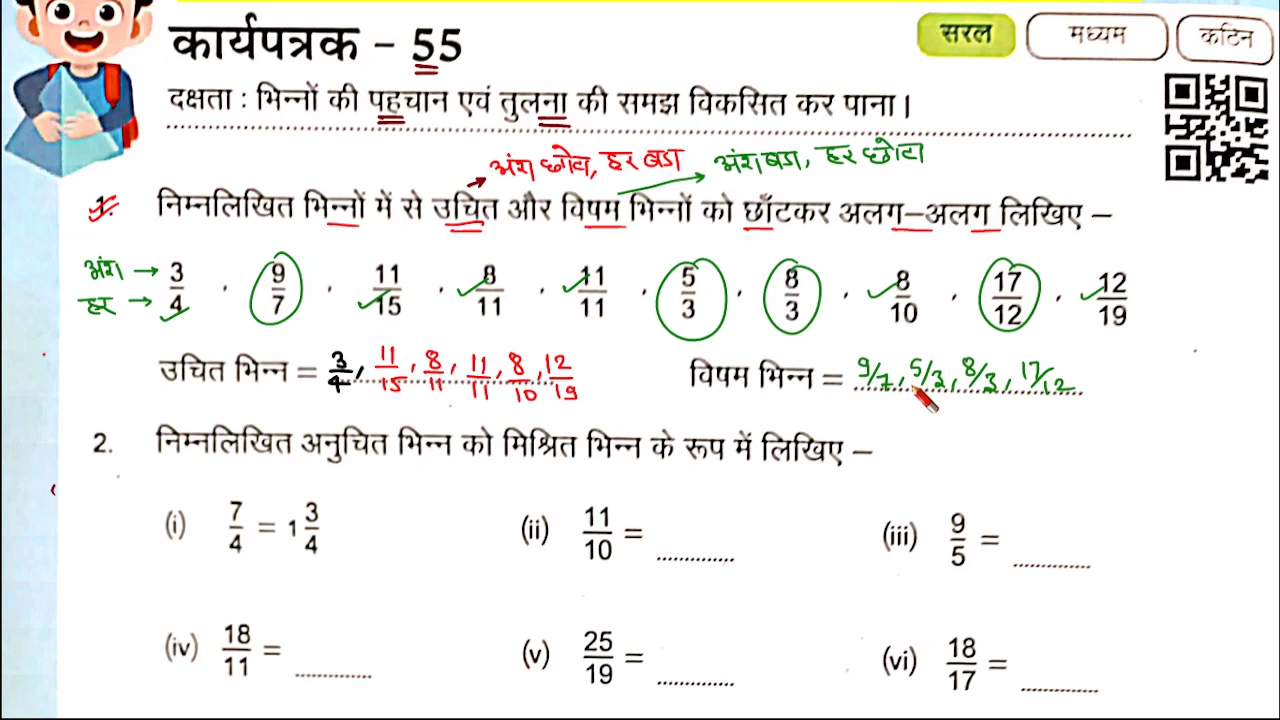 कार्यपत्रक – 55 सरल मध्यम कठिन
दक्षता : भिन्नों की पहचान एवं तुलना की समझ विकसित कर पाना।
अंश छोटा, हर बडा अंश बडा, हर छोटा
1. निम्नलिखित भिन्नों में से उचित और विषम भिन्नों को छाँटकर अलग–अलग लिखिए –
अंश → 3/4 , 9/7 , 11/15 , 8/11 , 11/11 , 5/3 , 8/3 , 8/10 , 17/12 , 12/19
हर →
उचित भिन्न = 3/4, 11/15, 8/11, 11/11, 8/10, 12/19 विषम भिन्न = 9/7, 5/3, 8/3, 17/12
2. निम्नलिखित अनुचित भिन्न को मिश्रित भिन्न के रूप में लिखिए –
(i) 7/4 = 1 3/4 (ii) 11/10 = ............ (iii) 9/5 = ............
(iv) 18/11 = ............ (v) 25/19 = ............ (vi) 18/17 = ............